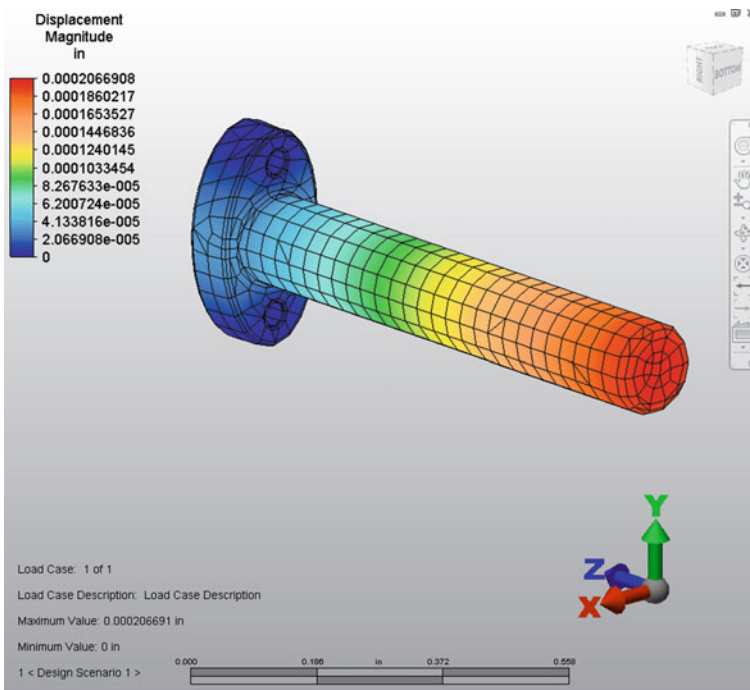 Displacement
Magnitude
in
0.0002066908
0.0001860217
0.0001653527
0.0001446836
0.0001240145
0.0001033454
8.267633e-005
6.200724e-005
4.133816e-005
2.066908e-005
0
RIGHT
BOTTOM
Y
Z
X
Load Case: 1 of 1
Load Case Description: Load Case Description
Maximum Value: 0.000206691 in
Minimum Value: 0 in
1 < Design Scenario 1 >
0.000 0.186 in 0.372 0.558